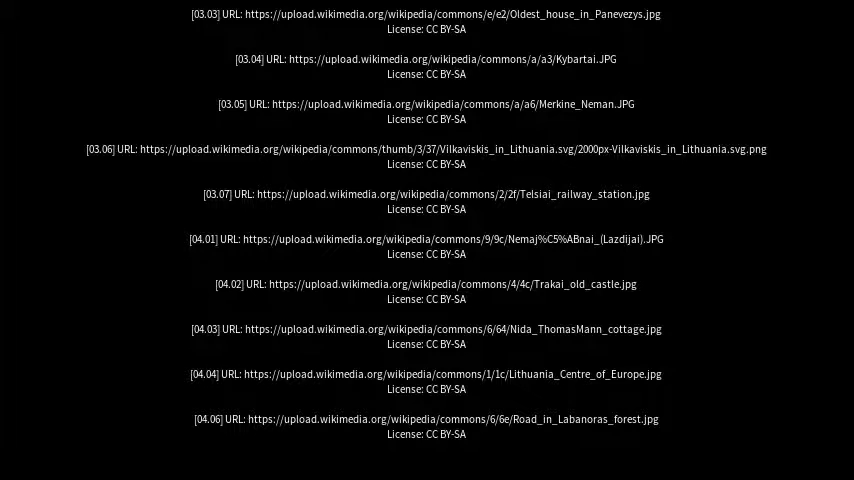 [03.03] URL: https://upload.wikimedia.org/wikipedia/commons/e/e2/Oldest_house_in_Panevezys.jpg
License: CC BY-SA
[03.04] URL: https://upload.wikimedia.org/wikipedia/commons/a/a3/Kybartai.JPG
License: CC BY-SA
[03.05] URL: https://upload.wikimedia.org/wikipedia/commons/a/a6/Merkine_Neman.JPG
License: CC BY-SA
[03.06] URL: https://upload.wikimedia.org/wikipedia/commons/thumb/3/37/Vilkaviskis_in_Lithuania.svg/2000px-Vilkaviskis_in_Lithuania.svg.png
License: CC BY-SA
[03.07] URL: https://upload.wikimedia.org/wikipedia/commons/2/2f/Telsiai_railway_station.jpg
License: CC BY-SA
[04.01] URL: https://upload.wikimedia.org/wikipedia/commons/9/9c/Nemaj%C5%ABnai_(Lazdijai).JPG
License: CC BY-SA
[04.02] URL: https://upload.wikimedia.org/wikipedia/commons/4/4c/Trakai_old_castle.jpg
License: CC BY-SA
[04.03] URL: https://upload.wikimedia.org/wikipedia/commons/6/64/Nida_ThomasMann_cottage.jpg
License: CC BY-SA
[04.04] URL: https://upload.wikimedia.org/wikipedia/commons/1/1c/Lithuania_Centre_of_Europe.jpg
License: CC BY-SA
[04.06] URL: https://upload.wikimedia.org/wikipedia/commons/6/6e/Road_in_Labanoras_forest.jpg
License: CC BY-SA